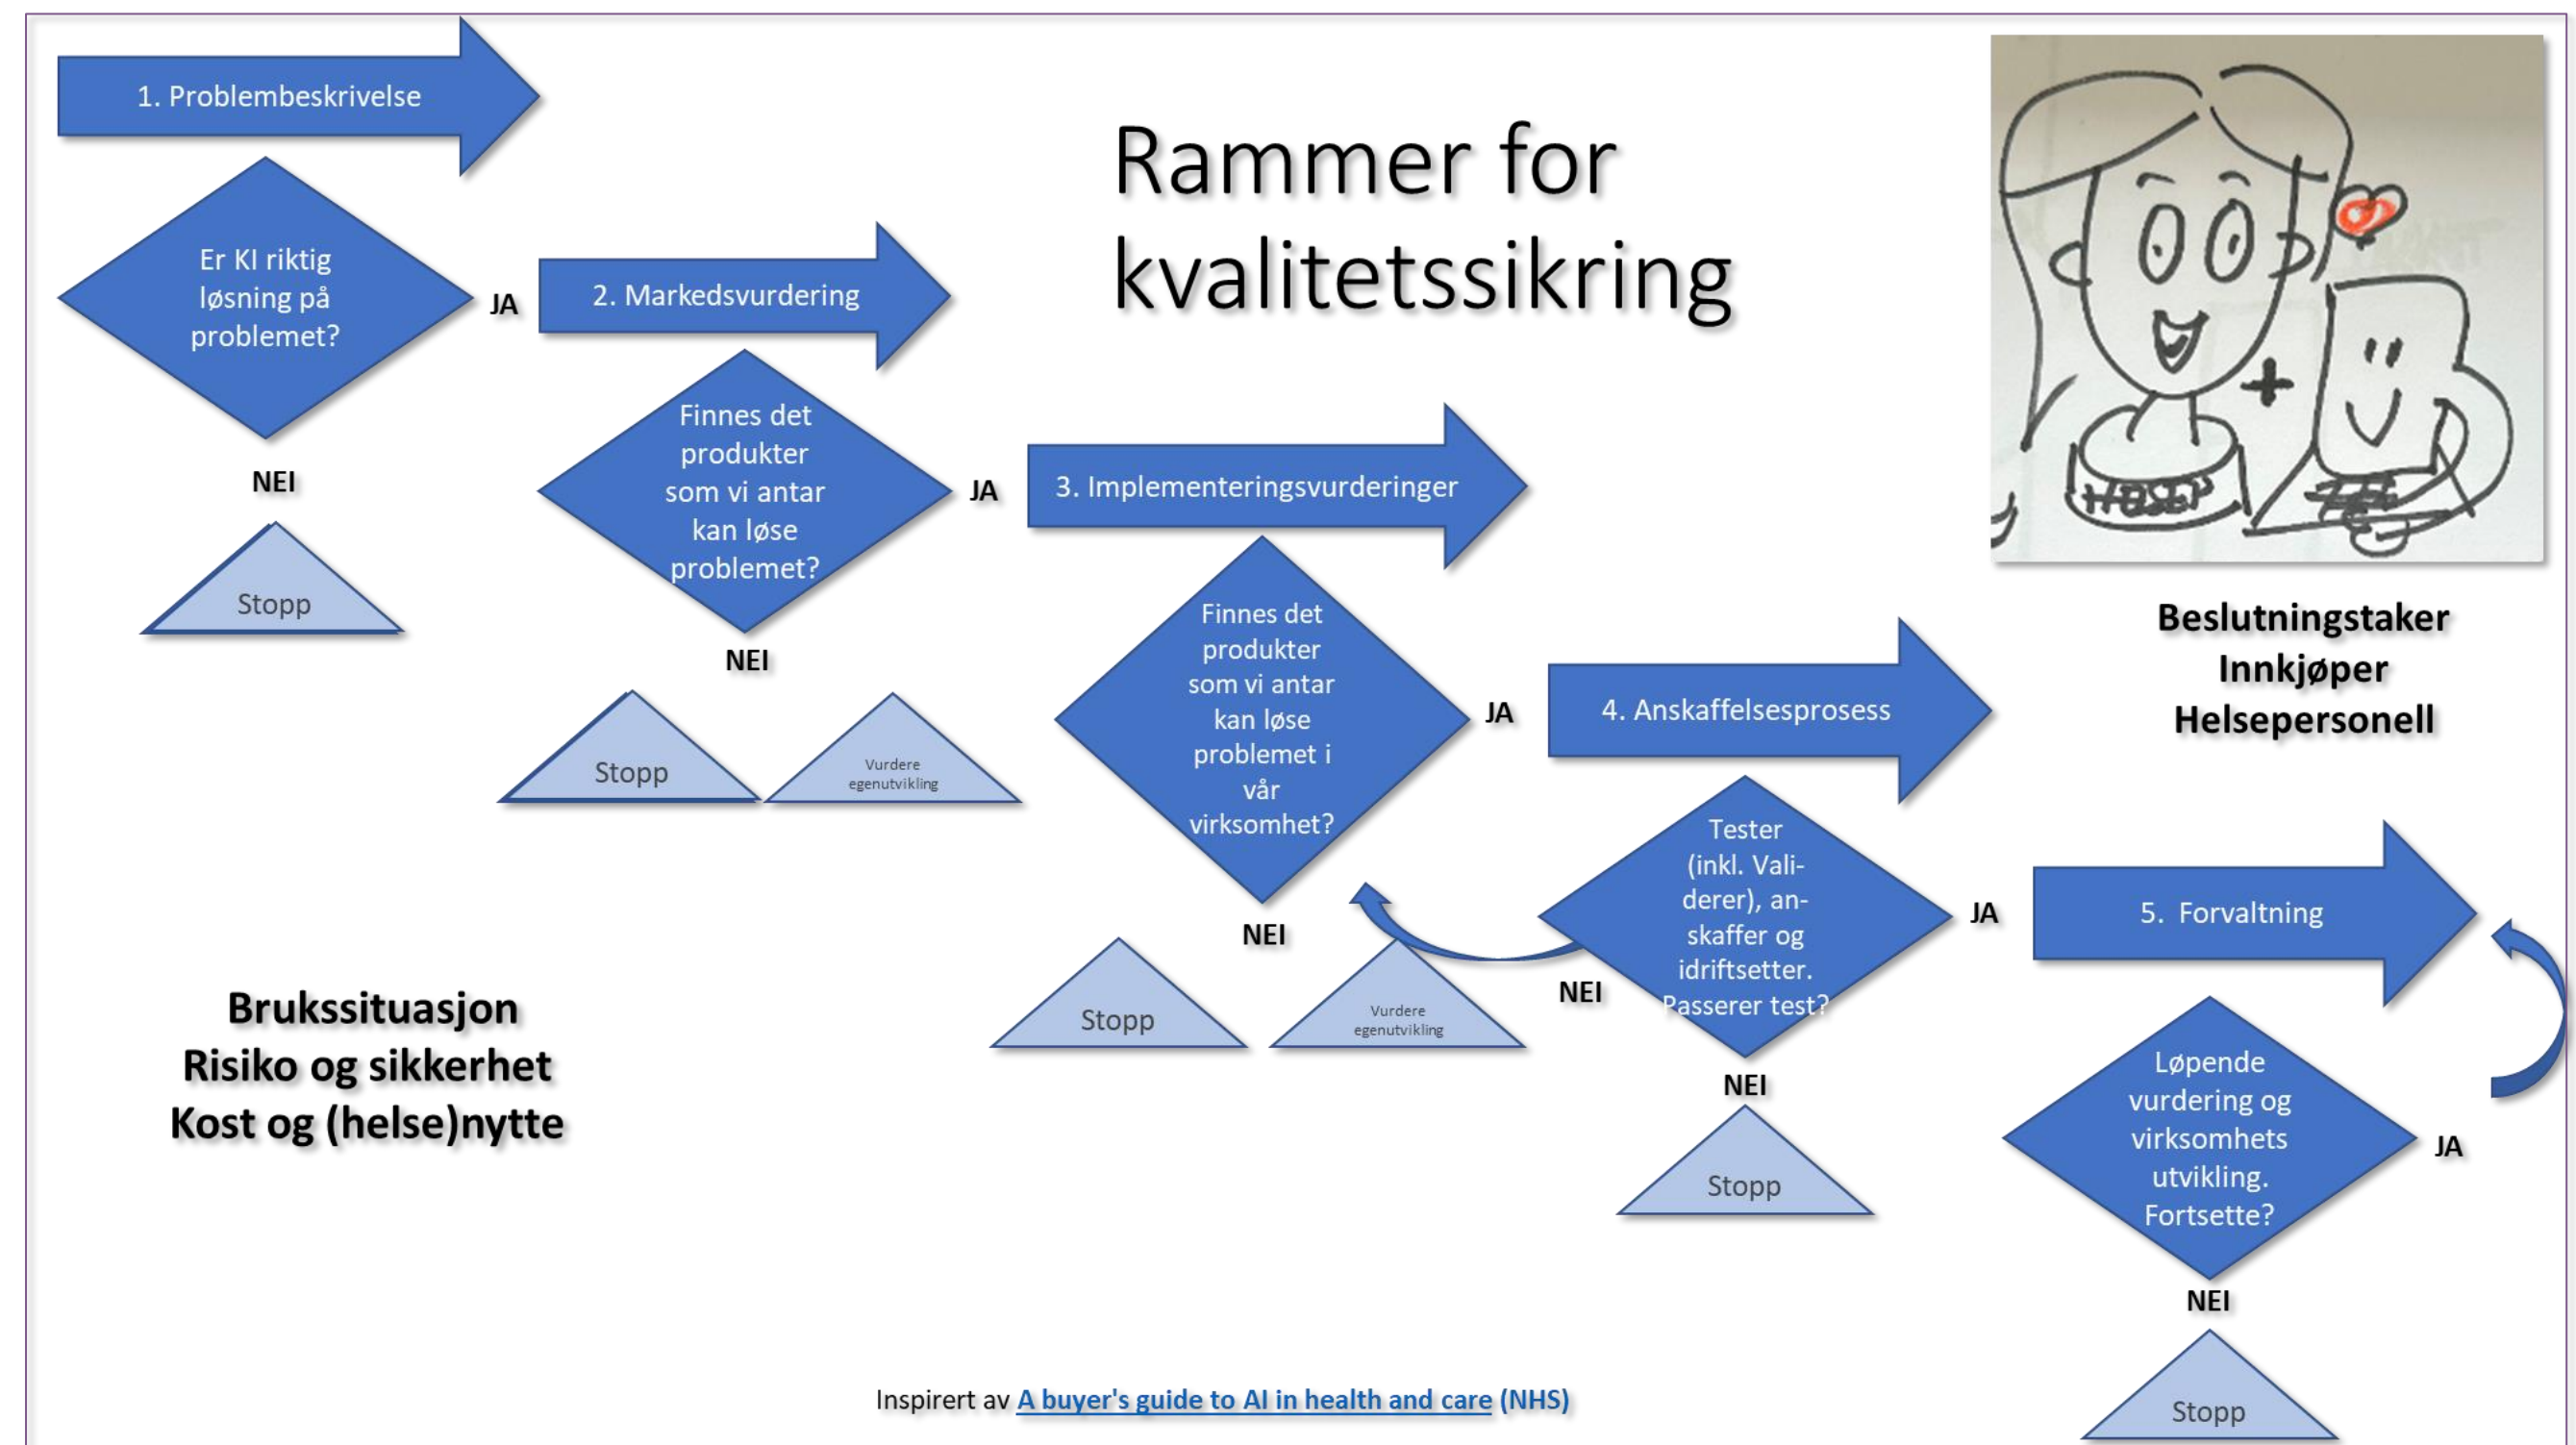 1. Problembeskrivelse
Rammer for
kvalitetssikring
Er KI riktig
løsning på
problemet?
JA
NEI
Stopp
2. Markedsvurdering
Finnes det
produkter
som vi antar
kan løse
problemet?
JA
NEI
Stopp
Vurdere
egenutvikling
3. Implementeringsvurderinger
Finnes det
produkter
som vi antar
kan løse
problemet i
vår
virksomhet?
JA
NEI
Stopp
Vurdere
egenutvikling
4. Anskaffelsesprosess
Tester
(inkl. Vali-
derer), an-
skaffer og
idriftsetter.
Passerer test?
JA
NEI
NEI
Stopp
5. Forvaltning
Løpende
vurdering og
virksomhets
utvikling.
Fortsette?
JA
NEI
Stopp
+
Beslutningstaker
Innkjøper
Helsepersonell
Brukssituasjon
Risiko og sikkerhet
Kost og (helse)nytte
Inspirert av A buyer's guide to AI in health and care (NHS)